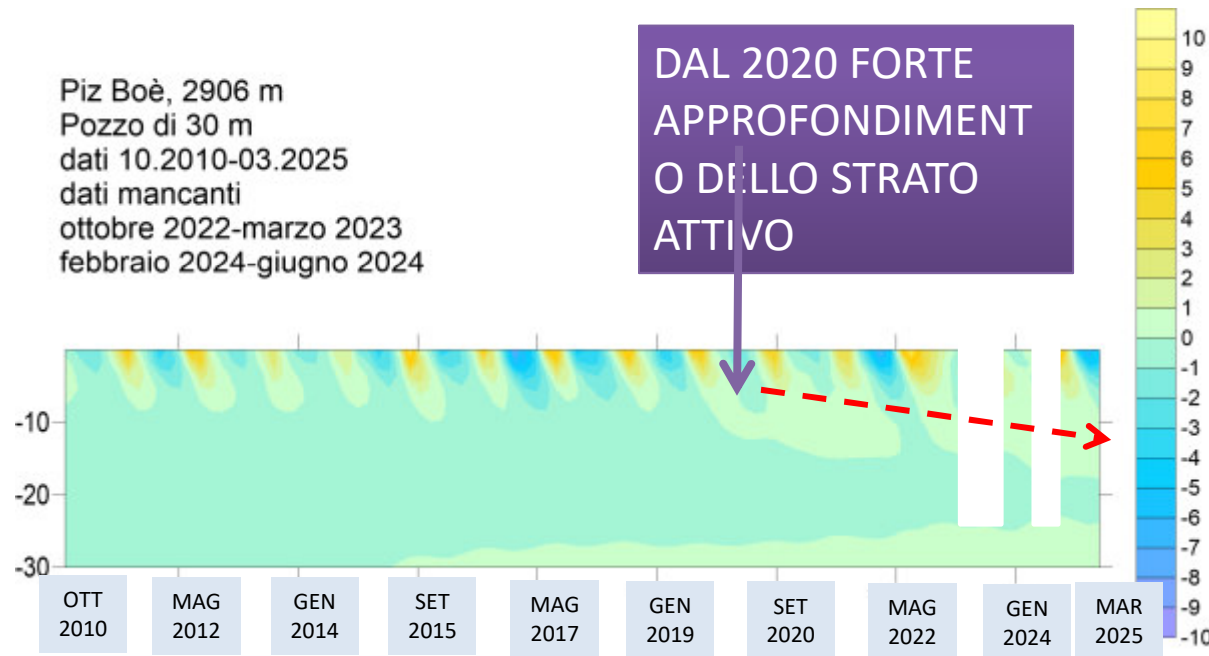 Piz Boè, 2906 m
Pozzo di 30 m
dati 10.2010-03.2025
dati mancanti
ottobre 2022-marzo 2023
febbraio 2024-giugno 2024
DAL 2020 FORTE
APPROFONDIMENT
O DELLO STRATO
ATTIVO
10
9
8
7
6
5
4
3
2
1
0
-1
-2
-3
-4
-5
-6
-7
-8
-9
-10
-10
-20
-30
OTT
2010
MAG
2012
GEN
2014
SET
2015
MAG
2017
GEN
2019
SET
2020
MAG
2022
GEN
2024
MAR
2025